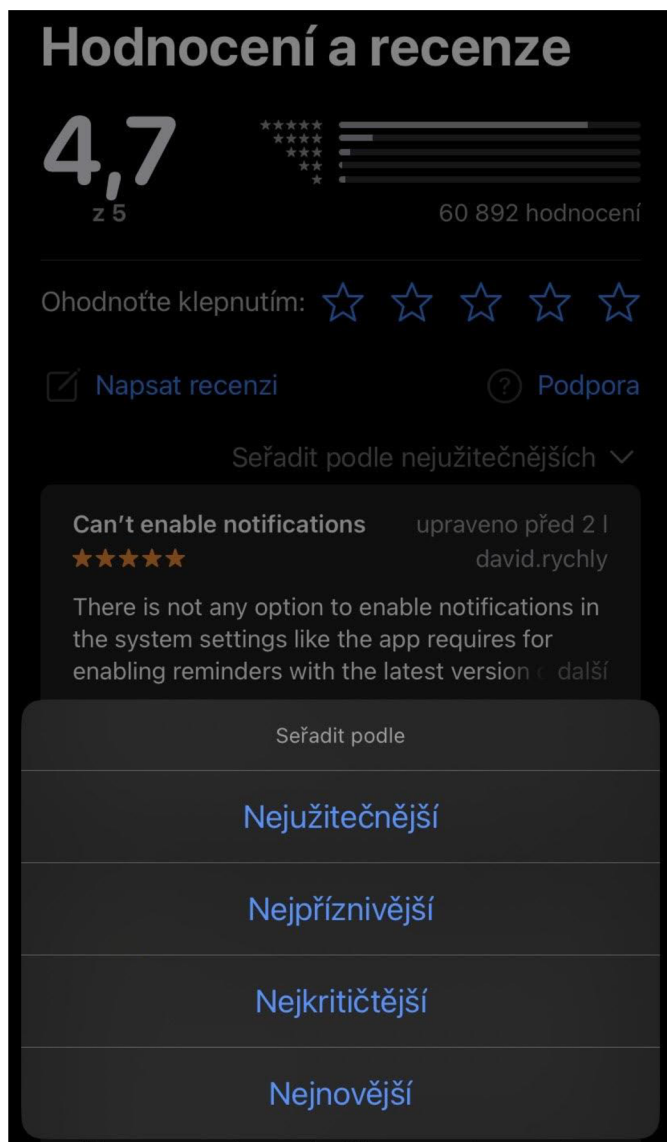 Hodnocení a recenze
4,7
z 5
60 892 hodnocení
Ohodnoťte klepnutím:
Napsat recenzi
? Podpora
Seřadit podle nejužitečnějších
Can't enable notifications upraveno před 2 l
david.rychly
There is not any option to enable notifications in
the system settings like the app requires for
enabling reminders with the latest version další
Seřadit podle
Nejužitečnější
Nejpříznivější
Nejkritičtější
Nejnovější